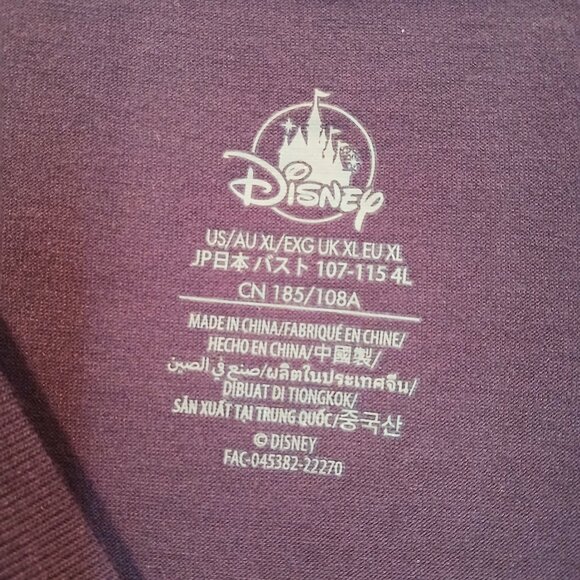 Disney
US/AU XL/EXG UK XL EU XL
JP日本 バスト 107-115 4L
CN 185/108A
MADE IN CHINA/FABRIQUÉ EN CHINE/
HECHO EN CHINA/中國製/
صنع في الصين/ผลิตในประเทศจีน/
DIBUAT DI TIONGKOK/
SẢN XUẤT TẠI TRUNG QUỐC/중국산
© DISNEY
FAC-045382-22270